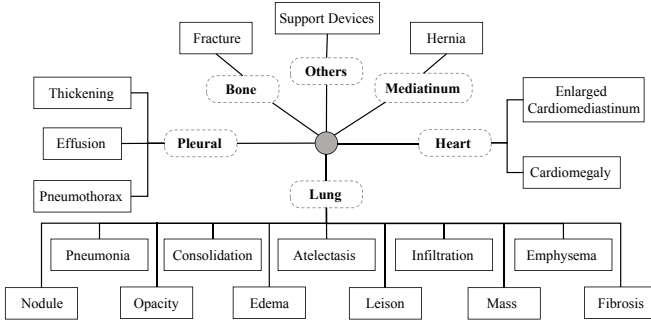 Support Devices
Fracture
Hernia
Others
Bone
Mediatinum
Thickening
Enlarged
Cardiomediastinum
Effusion
Pleural
Heart
Cardiomegaly
Pneumothorax
Lung
Pneumonia
Consolidation
Atelectasis
Infiltration
Emphysema
Nodule
Opacity
Edema
Leison
Mass
Fibrosis